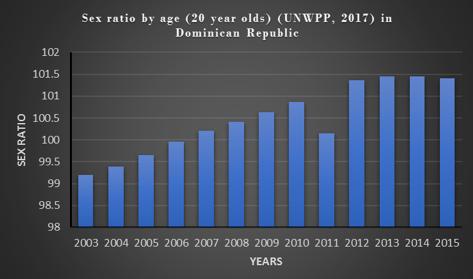 Sex ratio by age (20 year olds) (UNWPP, 2017) in
Dominican Republic
102
101.5
101
100.5
100
99.5
99
98.5
98
SEX RATIO
2003 2004 2005 2006 2007 2008 2009 2010 2011 2012 2013 2014 2015
YEARS